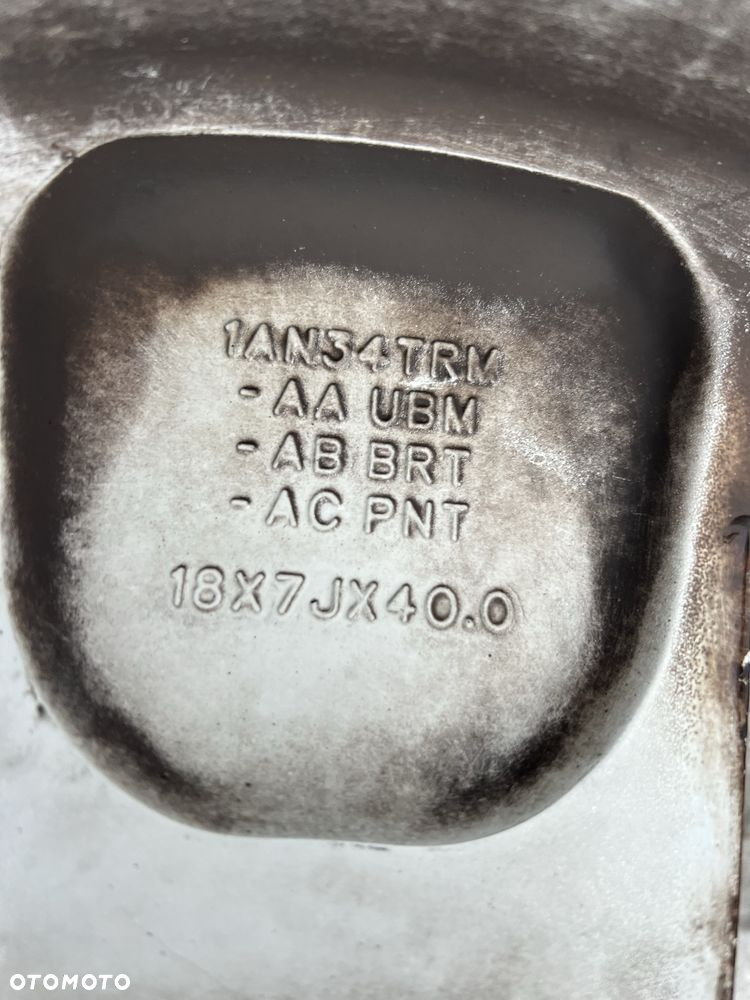 1AN34TRM
-AA UBM
-AB BRT
-AC PNT
18X7JX40.0
OTOMOTO